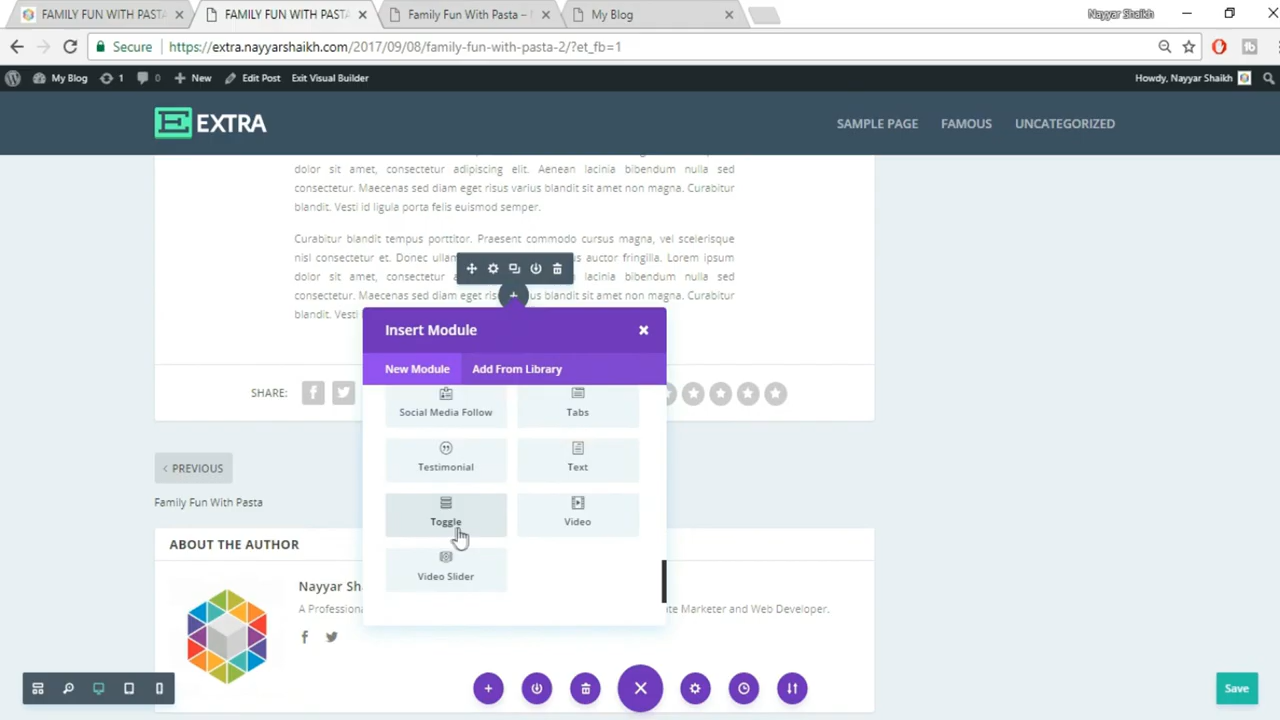 FAMILY FUN WITH PASTA
FAMILY FUN WITH PASTA
Family Fun With Pasta –
My Blog
Nayyar Shaikh
Secure
https://extra.nayyarshaikh.com/2017/09/08/family-fun-with-pasta-2/?et_fb=1
My Blog
1
0
New
Edit Post
Exit Visual Builder
Howdy, Nayyar Shaikh
EXTRA
SAMPLE PAGE
FAMOUS
UNCATEGORIZED
dolor sit amet, consectetur adipiscing elit. Aenean lacinia bibendum nulla sed
consectetur. Maecenas sed diam eget risus varius blandit sit amet non magna. Curabitur
blandit. Vesti id ligula porta felis euismod semper.
Curabitur blandit tempus porttitor. Praesent commodo cursus magna, vel scelerisque
nisl consectetur et. Donec ullam us auctor fringilla. Lorem ipsum
dolor sit amet, consectetur a lacinia bibendum nulla sed
consectetur. Maecenas sed diam eget r us blandit sit amet non magna. Curabitur
blandit. Vesti id ligula p
Insert Module
New Module
Add From Library
SHARE:
Social Media Follow
Tabs
Testimonial
Text
Toggle
Video
Video Slider
PREVIOUS
Family Fun With Pasta
ABOUT THE AUTHOR
Nayyar Sh
A Profession
te Marketer and Web Developer.
Save